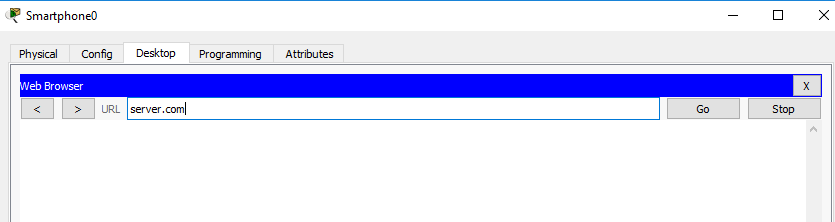 Smartphone0
Physical Config Desktop Programming Attributes
Web Browser X
< > URL server.com Go Stop